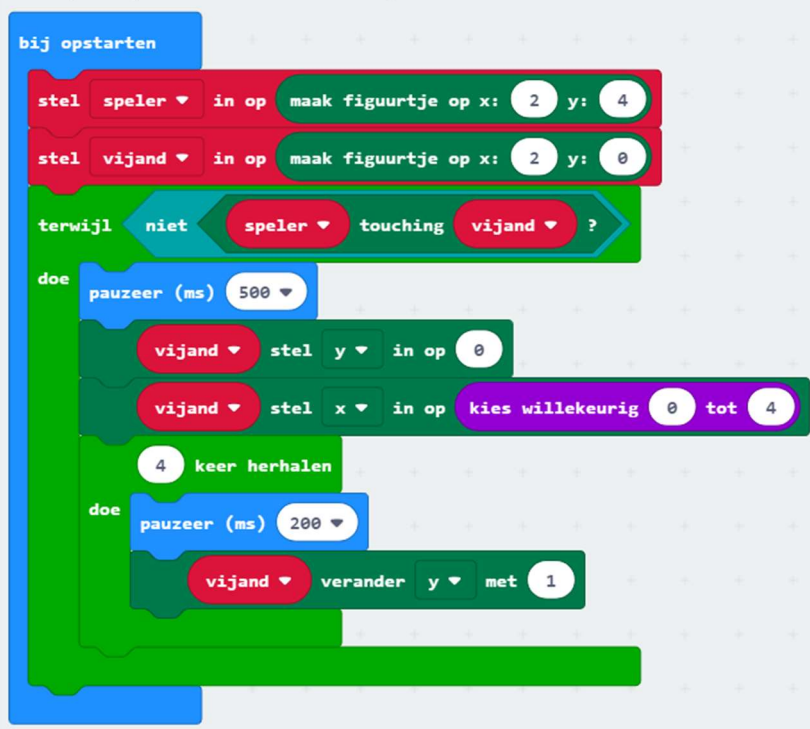 bij opstarten
stel speler in op maak figuurtje op x: 2 y: 4
stel vijand in op maak figuurtje op x: 2 y: 0
terwijl niet speler touching vijand ?
doe
pauzeer (ms) 500
vijand stel y in op 0
vijand stel x in op kies willekeurig 0 tot 4
4 keer herhalen
doe
pauzeer (ms) 200
vijand verander y met 1